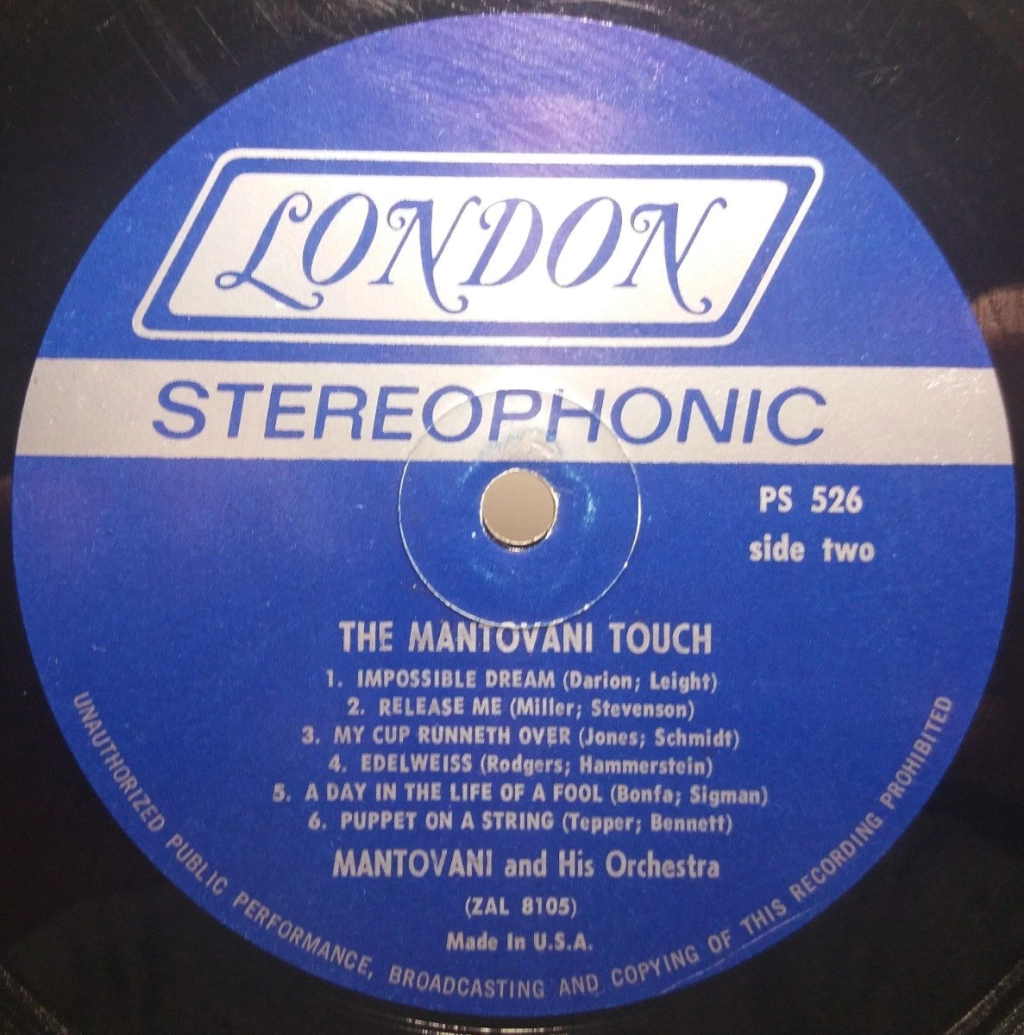 LONDON
STEREOPHONIC
PS 526
side two
THE MANTOVANI TOUCH
1. IMPOSSIBLE DREAM (Darion; Leight)
2. RELEASE ME (Miller; Stevenson)
3. MY CUP RUNNETH OVER (Jones; Schmidt)
4. EDELWEISS (Rodgers; Hammerstein)
5. A DAY IN THE LIFE OF A FOOL (Bonfa; Sigman)
6. PUPPET ON A STRING (Tepper; Bennett)
MANTOVANI and His Orchestra
(ZAL 8105)
Made In U.S.A.
UNAUTHORIZED PUBLIC PERFORMANCE, BROADCASTING AND COPYING OF THIS RECORDING PROHIBITED